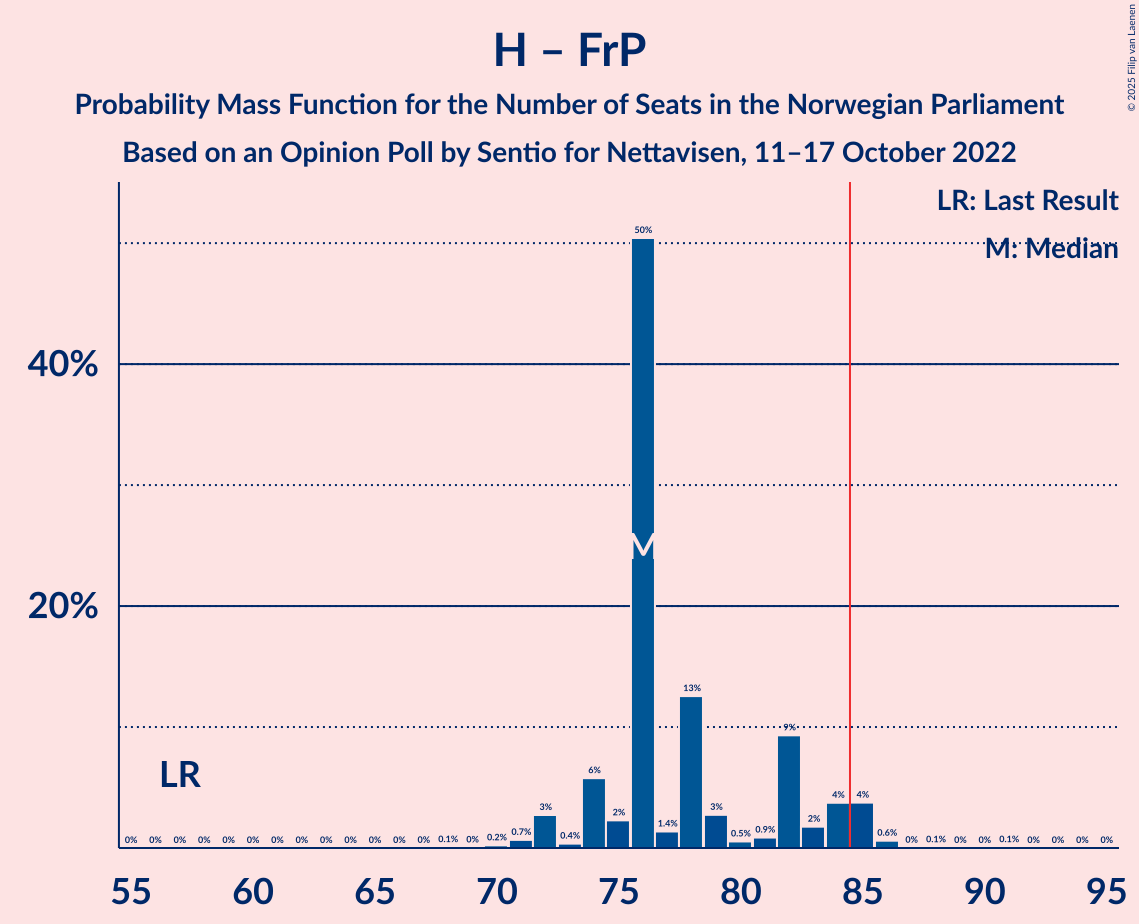 H – FrP
Probability Mass Function for the Number of Seats in the Norwegian Parliament
Based on an Opinion Poll by Sentio for Nettavisen, 11–17 October 2022
© 2025 Filip van Laenen
LR: Last Result
M: Median
50%
40%
M
20%
13%
9%
LR
6%
4% 4%
3% 3%
2% 2%
0% 0% 0% 0% 0% 0% 0% 0% 0% 0% 0% 0% 0% 0.1% 0% 0.2% 0.7% 0.4% 1.4% 0.5% 0.9% 0.6% 0% 0.1% 0% 0% 0.1% 0% 0% 0% 0%
55 60 65 70 75 80 85 90 95